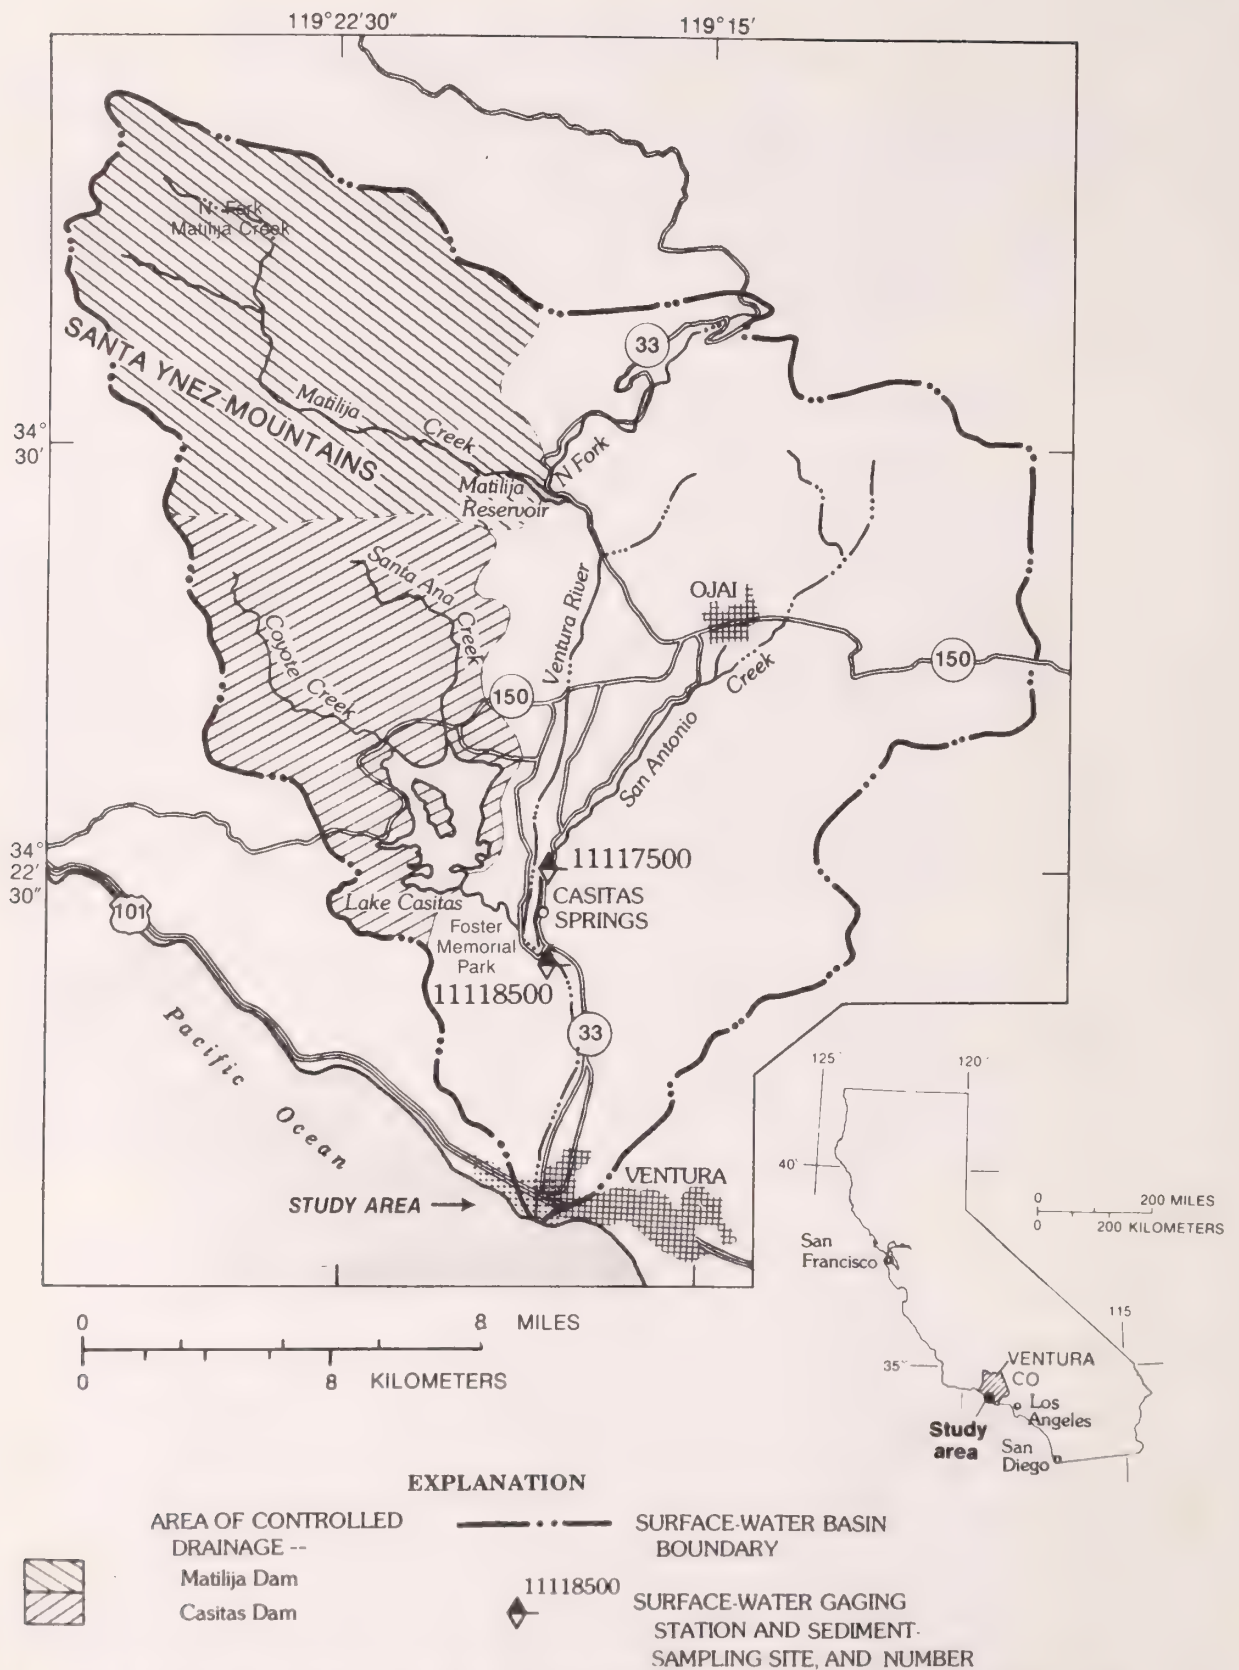 119°22'30"
119°15'
N Fork
Matilija Creek
SANTA YNEZ MOUNTAINS
33
Matilija
Creek
34°
30'
N Fork
Matilija
Reservoir
Santa Ana Creek
Coyote Creek
Ventura River
OJAI
150
150
San Antonio
Creek
34°
22'
30"
101
11117500
CASITAS
SPRINGS
Lake Casitas
Foster
Memorial
Park
11118500
33
Pacific
Ocean
STUDY AREA
VENTURA
125°
120°
40°
0 200 MILES
0 200 KILOMETERS
San
Francisco
115
35°
VENTURA
CO
Los
Angeles
Study
area
San
Diego
0 8 MILES
0 8 KILOMETERS
EXPLANATION
AREA OF CONTROLLED
DRAINAGE --
Matilija Dam
Casitas Dam
SURFACE-WATER BASIN
BOUNDARY
11118500
SURFACE-WATER GAGING
STATION AND SEDIMENT-
SAMPLING SITE, AND NUMBER